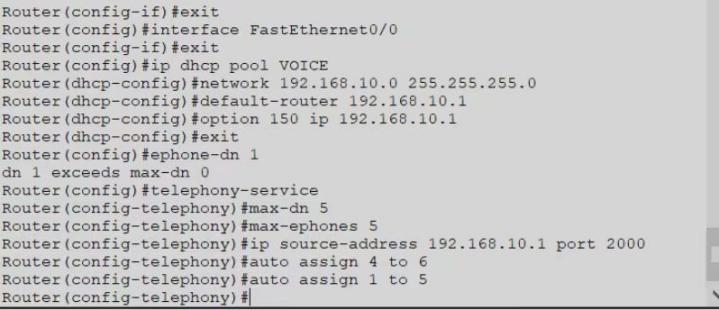 Router(config-if)#exit
Router(config)#interface FastEthernet0/0
Router(config-if)#exit
Router(config)#ip dhcp pool VOICE
Router(dhcp-config)#network 192.168.10.0 255.255.255.0
Router(dhcp-config)#default-router 192.168.10.1
Router(dhcp-config)#option 150 ip 192.168.10.1
Router(dhcp-config)#exit
Router(config)#ephone-dn 1
dn 1 exceeds max-dn 0
Router(config)#telephony-service
Router(config-telephony)#max-dn 5
Router(config-telephony)#max-ephones 5
Router(config-telephony)#ip source-address 192.168.10.1 port 2000
Router(config-telephony)#auto assign 4 to 6
Router(config-telephony)#auto assign 1 to 5
Router(config-telephony)#